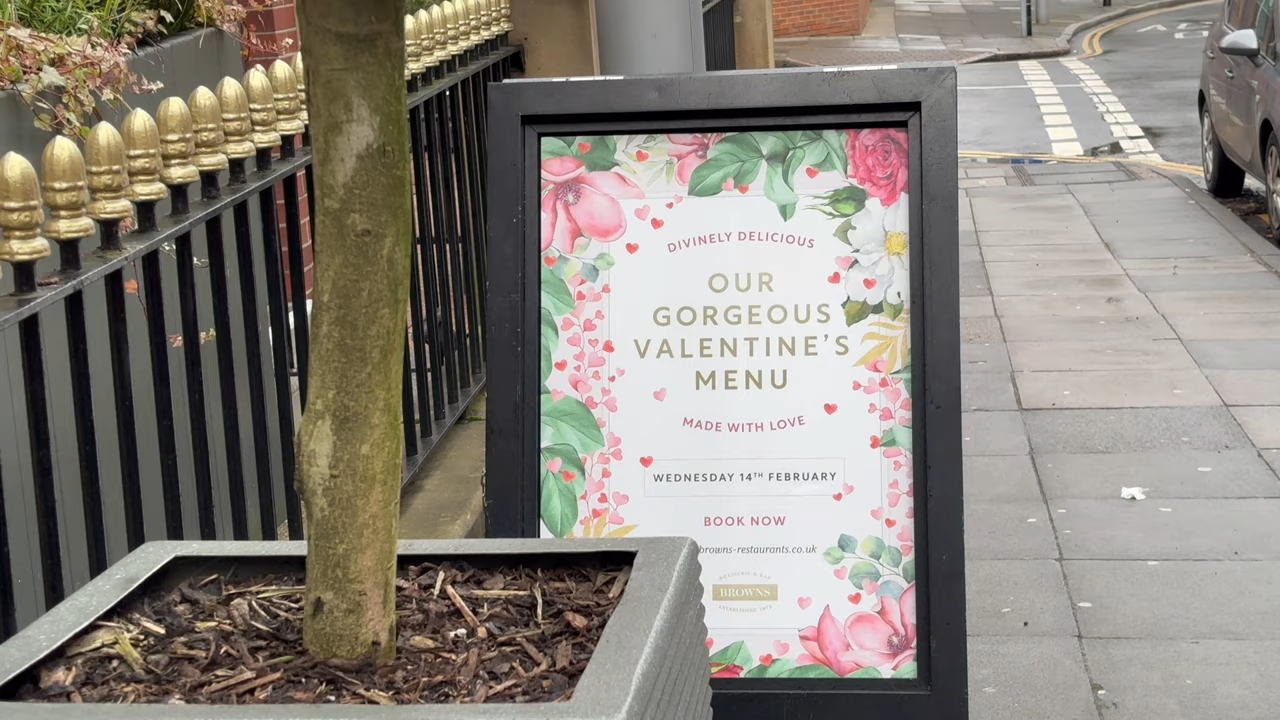 DIVINELY DELICIOUS
OUR
GORGEOUS
VALENTINE'S
MENU
MADE WITH LOVE
WEDNESDAY 14TH FEBRUARY
BOOK NOW
browns-restaurants.co.uk
BROWNS